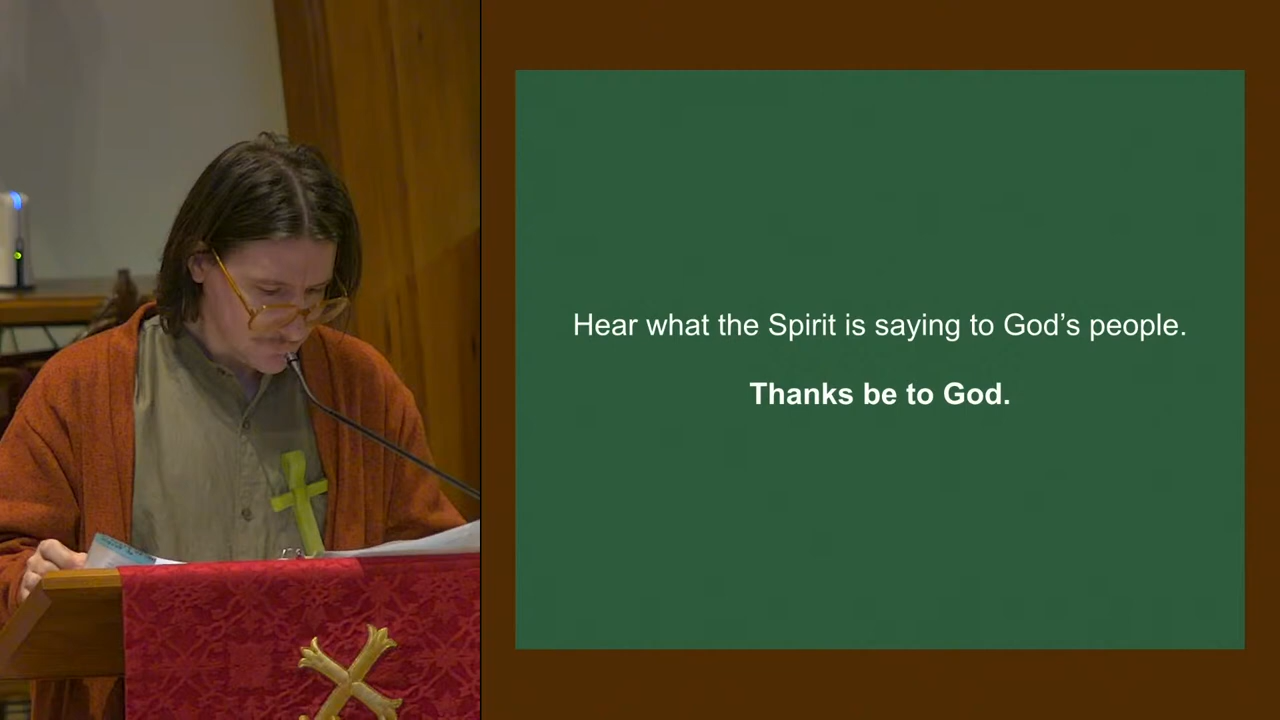 Hear what the Spirit is saying to God’s people.
Thanks be to God.